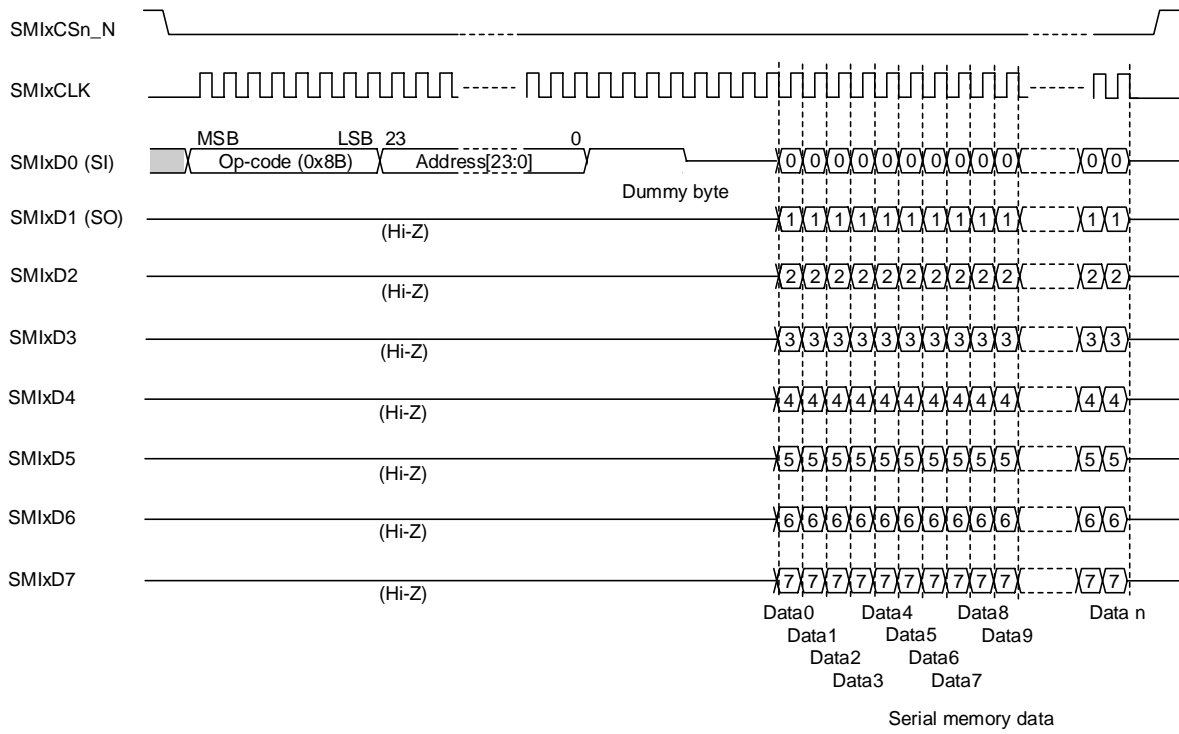 SMIxCSn_N
SMIxCLK
MSB LSB 23 0
SMIxD0 (SI) Op-code (0x8B) Address[23:0] 0 0 0 0 0 0 0 0 0 0 0 0
Dummy byte
SMIxD1 (SO) 1 1 1 1 1 1 1 1 1 1 1 1
(Hi-Z)
SMIxD2 2 2 2 2 2 2 2 2 2 2 2 2
(Hi-Z)
SMIxD3 3 3 3 3 3 3 3 3 3 3 3 3
(Hi-Z)
SMIxD4 4 4 4 4 4 4 4 4 4 4 4 4
(Hi-Z)
SMIxD5 5 5 5 5 5 5 5 5 5 5 5 5
(Hi-Z)
SMIxD6 6 6 6 6 6 6 6 6 6 6 6 6
(Hi-Z)
SMIxD7 7 7 7 7 7 7 7 7 7 7 7 7
(Hi-Z)
Data0 Data4 Data8 Data n
Data1 Data5 Data9
Data2 Data6
Data3 Data7
Serial memory data